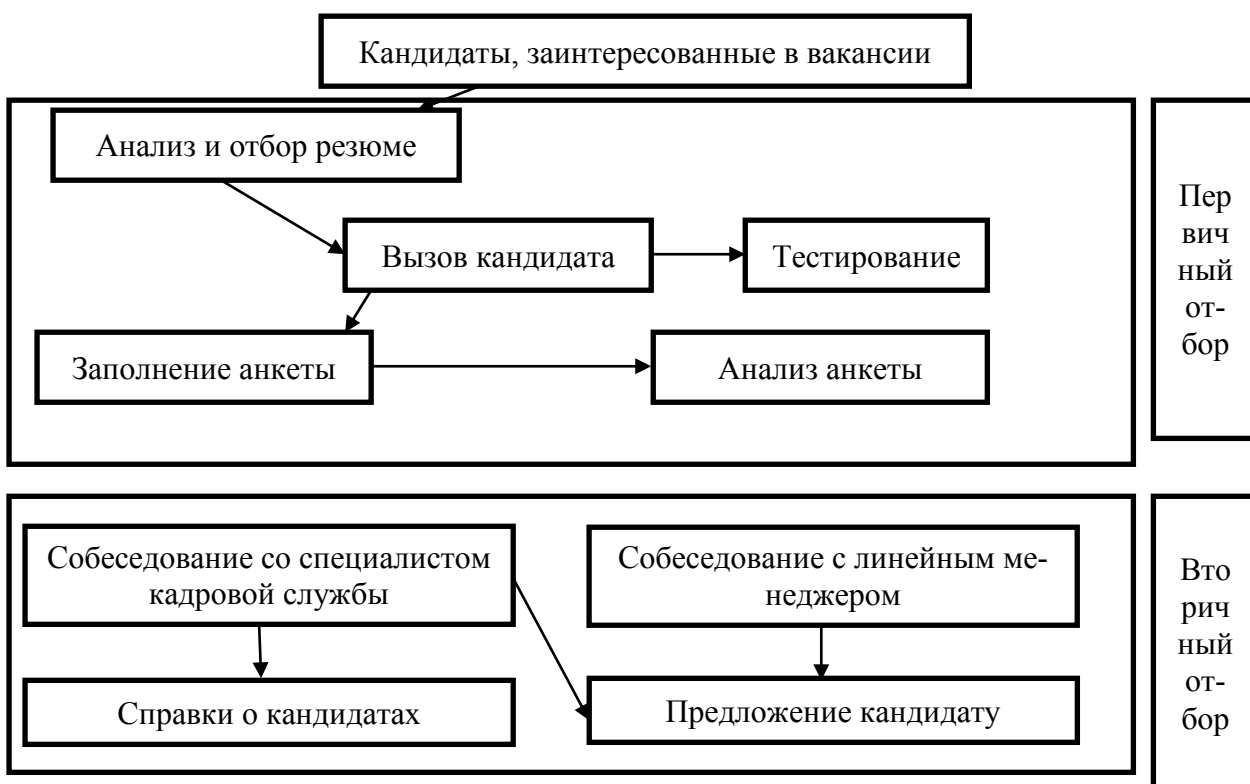 Кандидаты, заинтересованные в вакансии
Анализ и отбор резюме
Вызов кандидата
Тестирование
Заполнение анкеты
Анализ анкеты
Пер
вич
ный
от-
бор
Собеседование со специалистом
кадровой службы
Собеседование с линейным ме-
неджером
Справки о кандидатах
Предложение кандидату
Вто
рич
ный
от-
бор